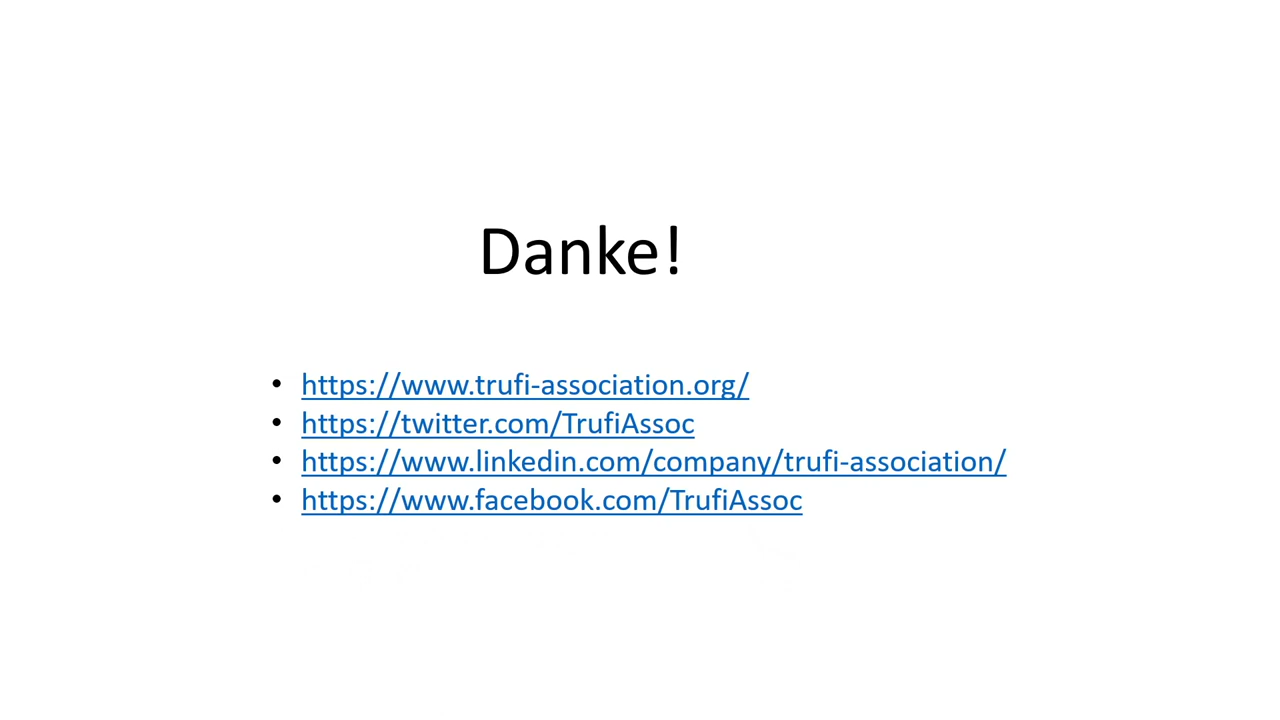 Danke!
• https://www.trufi-association.org/
• https://twitter.com/TrufiAssoc
• https://www.linkedin.com/company/trufi-association/
• https://www.facebook.com/TrufiAssoc